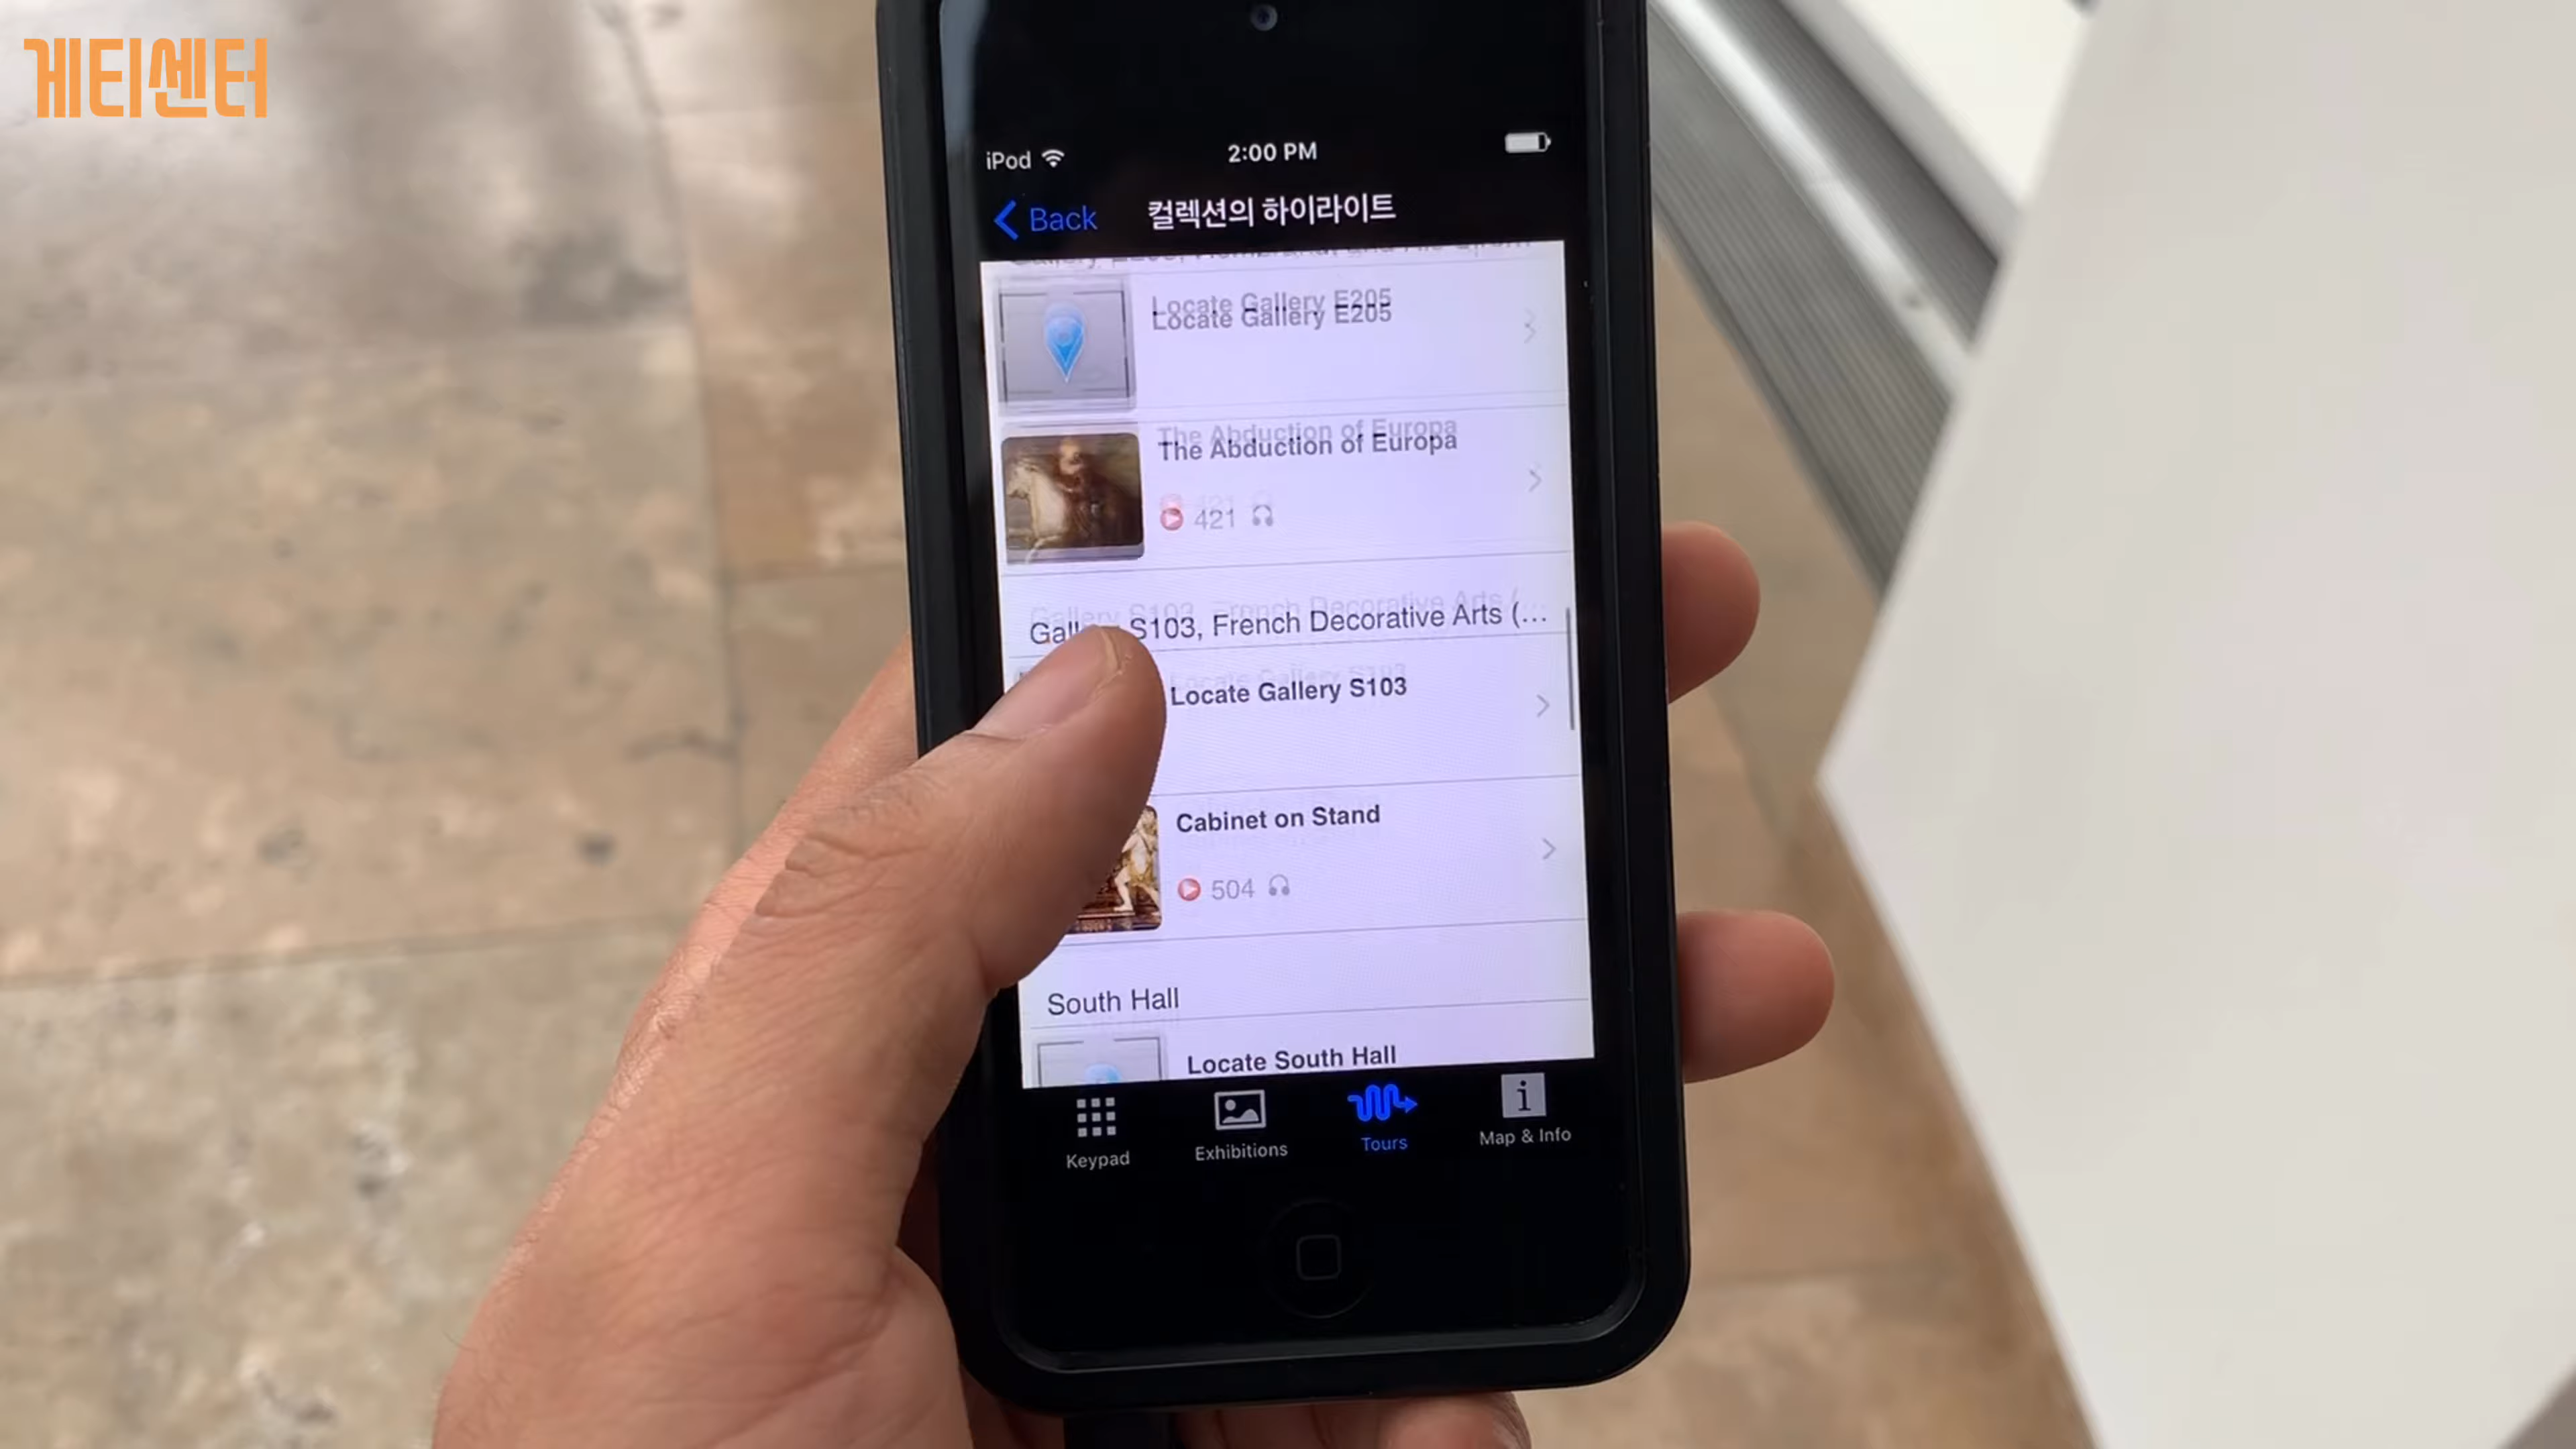 게티센터
iPod
2:00 PM
Back
컬렉션의 하이라이트
Locate Gallery E205
The Abduction of Europa
421
Gallery S103, French Decorative Arts (...
Locate Gallery S103
Cabinet on Stand
504
South Hall
Locate South Hall
Keypad
Exhibitions
Tours
Map & Info